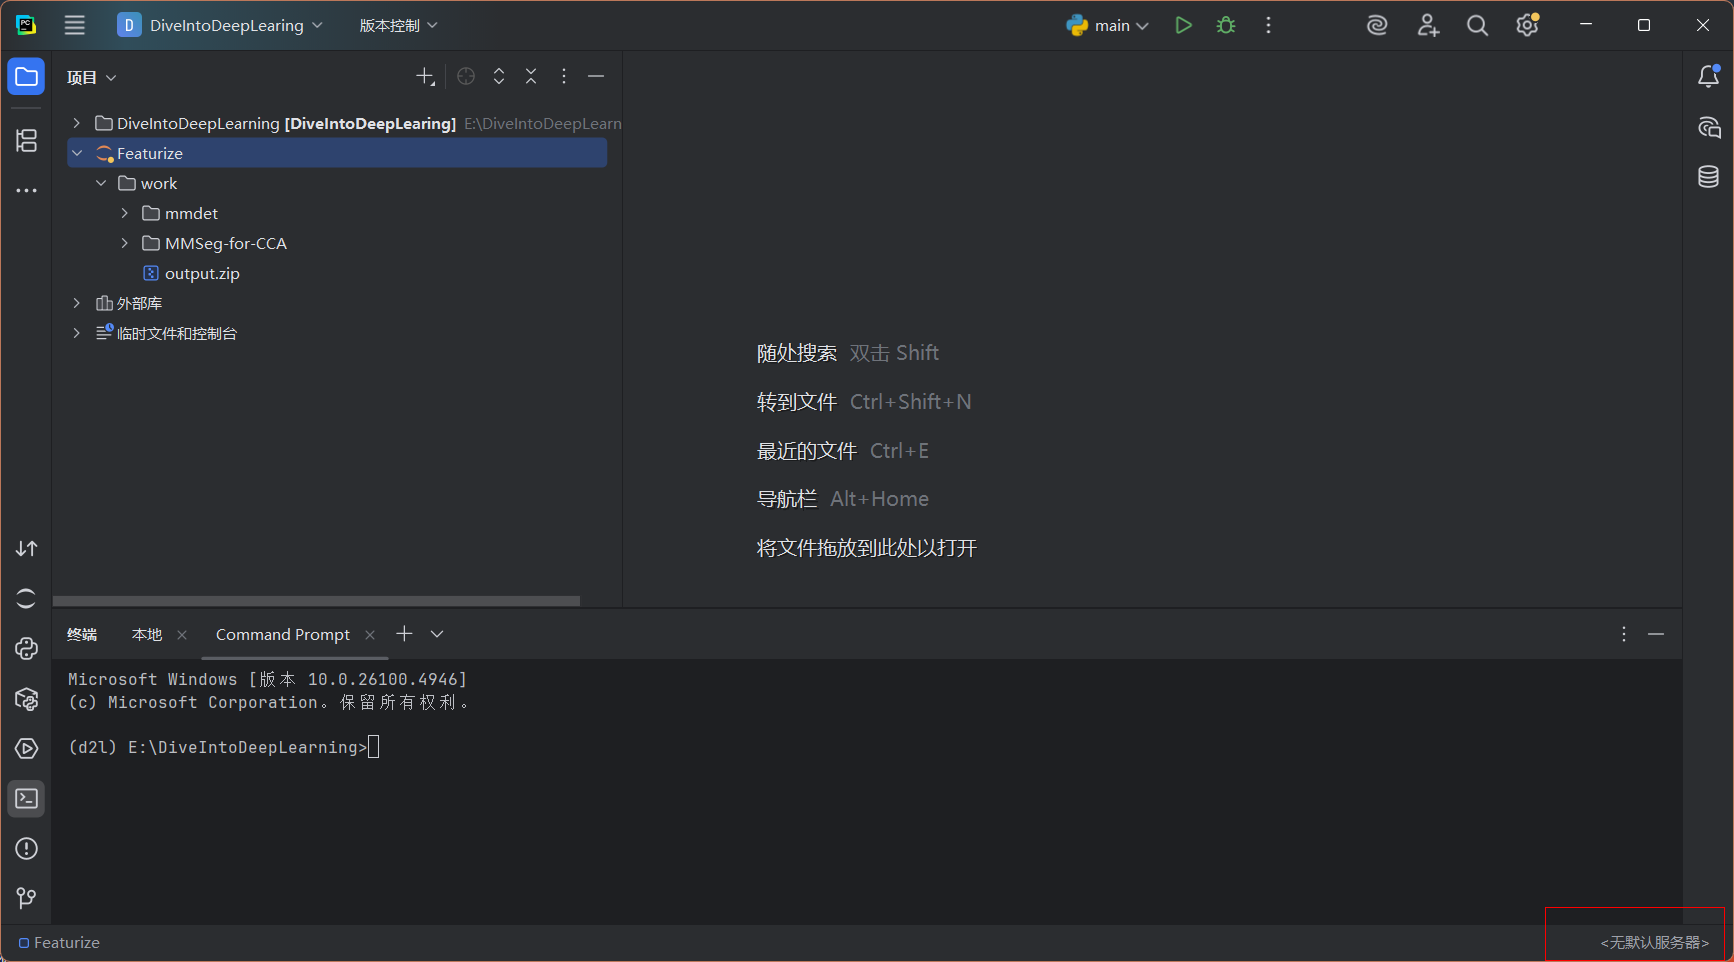 PC
D DiveIntoDeepLearing 版本控制 main
项目
DiveIntoDeepLearning [DiveIntoDeepLearing] E:\DiveIntoDeepLearn
Featurize
work
mmdet
MMSeg-for-CCA
output.zip
外部库
临时文件和控制台
随处搜索 双击 Shift
转到文件 Ctrl+Shift+N
最近的文件 Ctrl+E
导航栏 Alt+Home
将文件拖放到此处以打开
终端 本地 Command Prompt
Microsoft Windows [版本 10.0.26100.4946]
(c) Microsoft Corporation。保留所有权利。
(d2l) E:\DiveIntoDeepLearning>
Featurize
<无默认服务器>